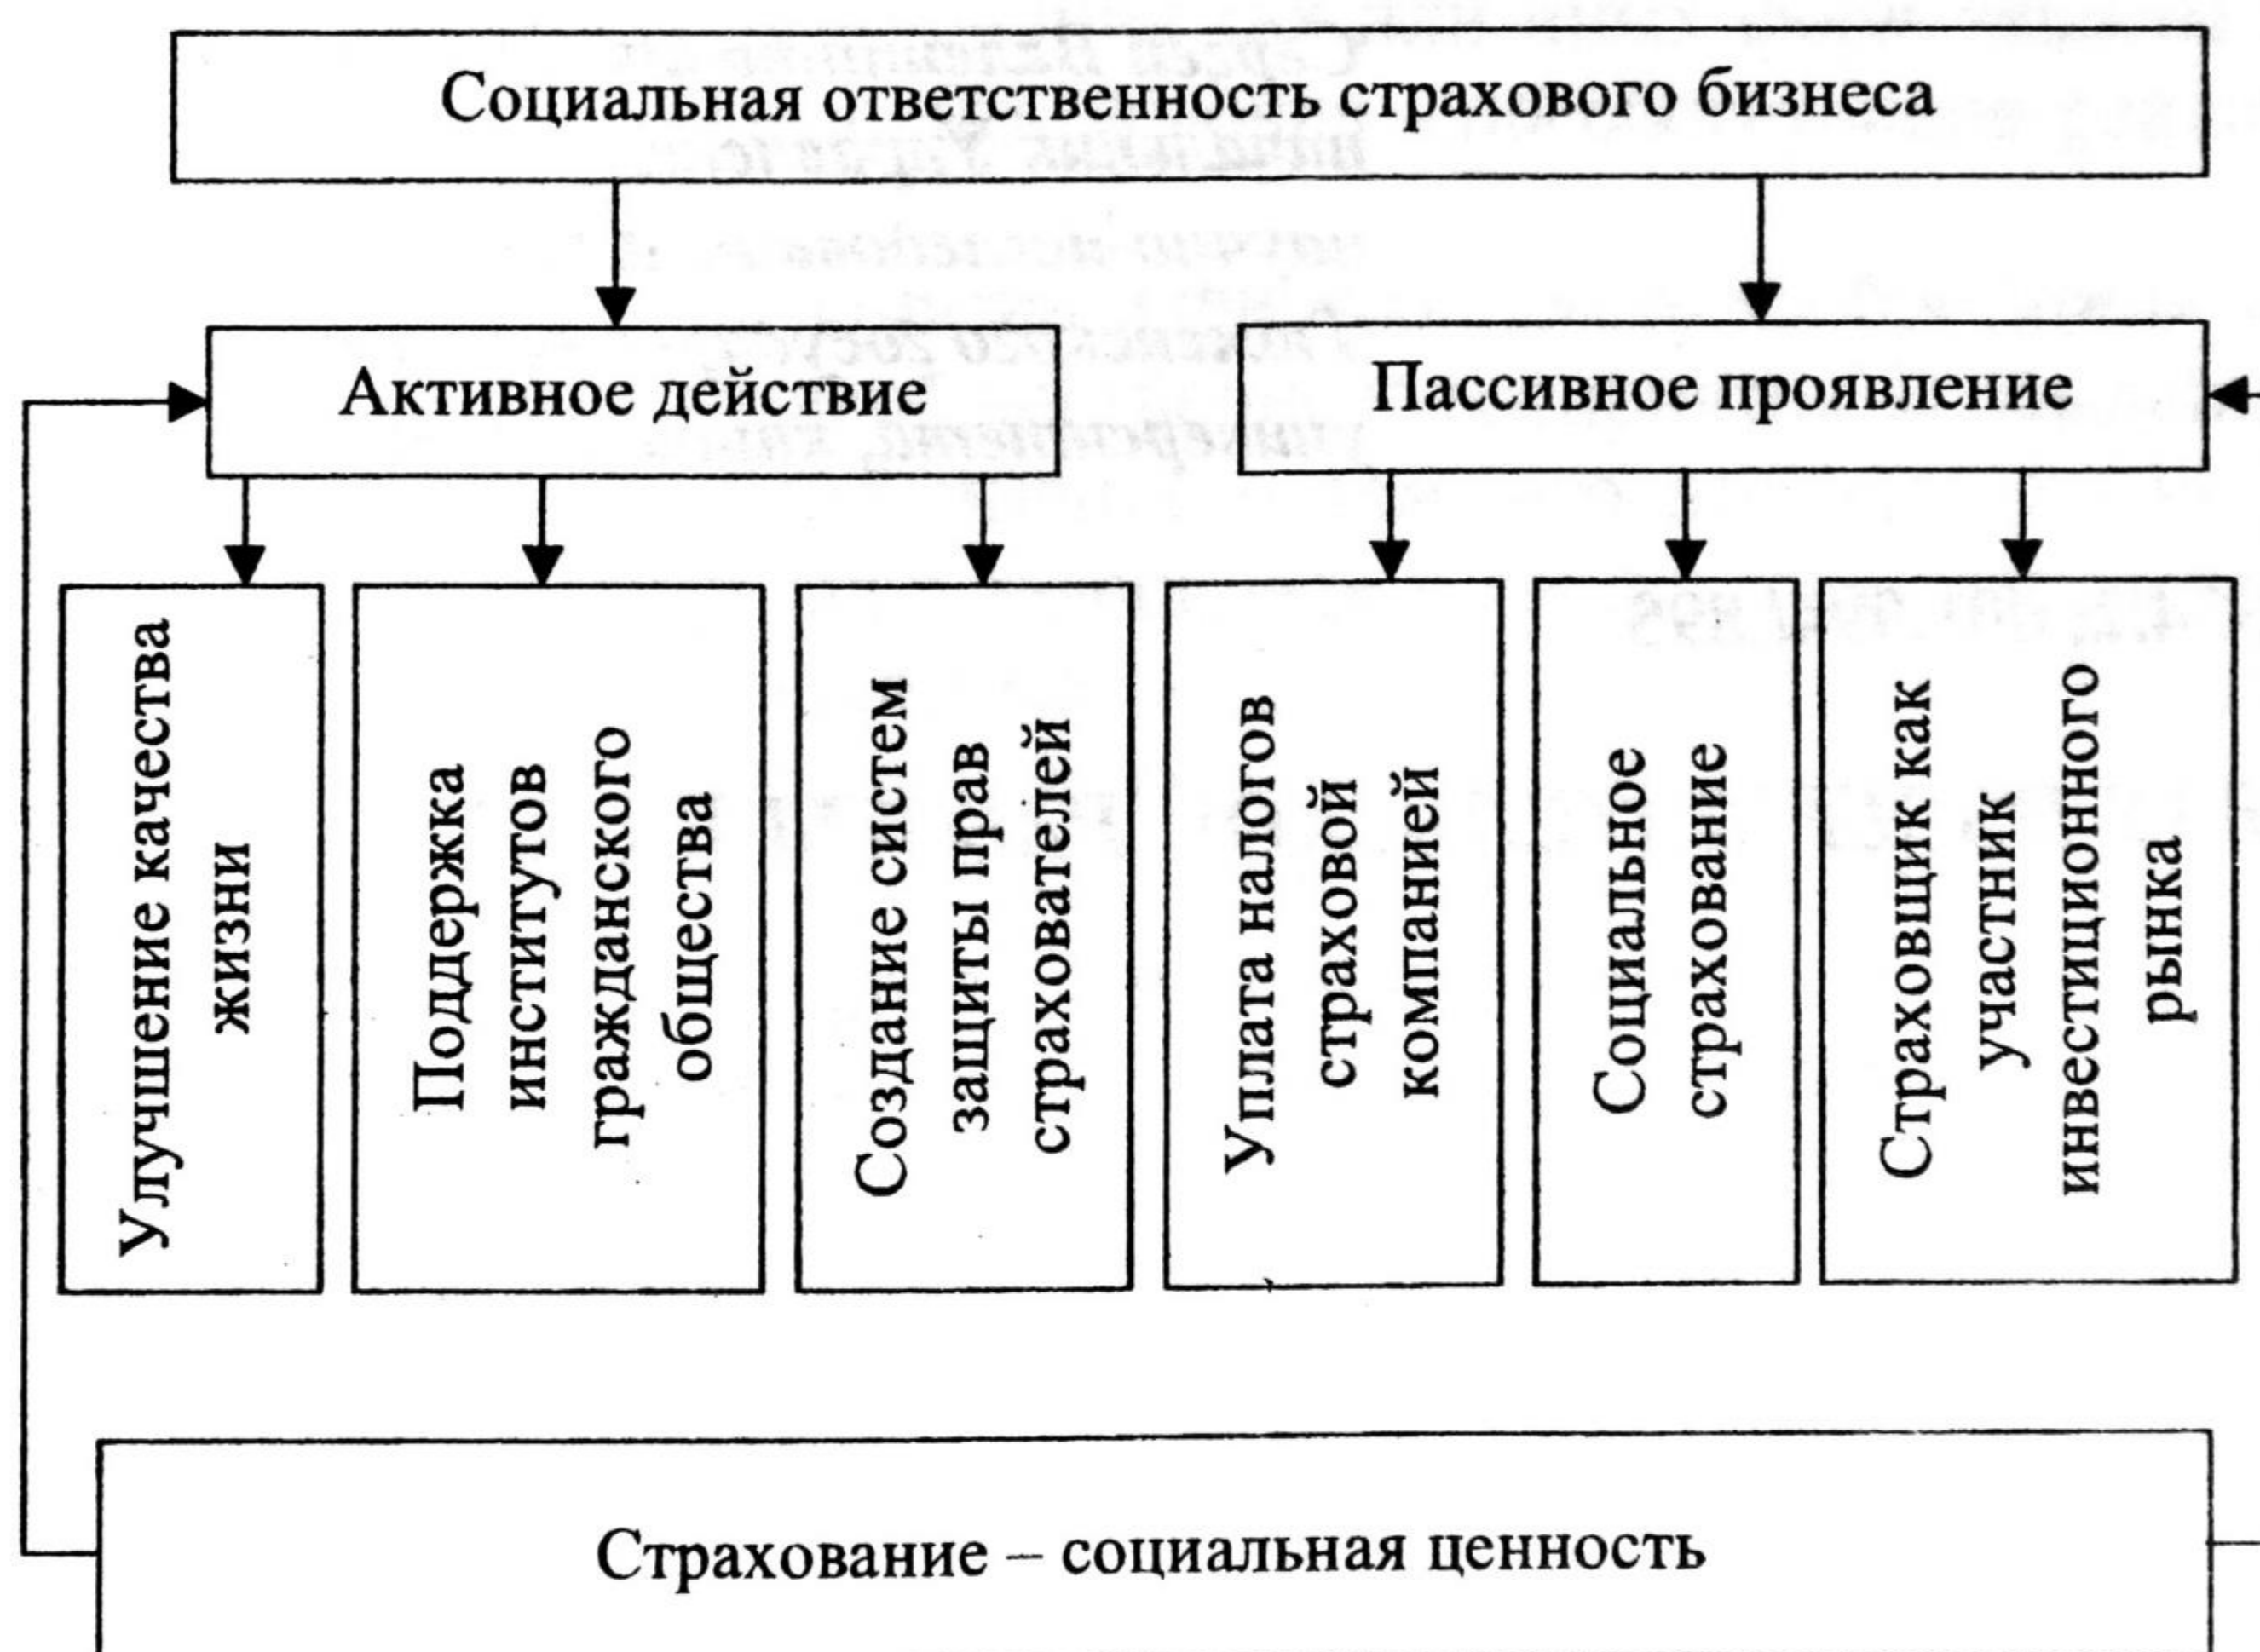 Социальная ответственность страхового бизнеса
Активное действие
Пассивное проявление
Улучшение качества
жизни
Поддержка
институтов
гражданского
общества
Создание систем
защиты прав
страхователей
Уплата налогов
страховой
компанией
Социальное
страхование
Страховщик как
участник
инвестиционного
рынка
Страхование – социальная ценность